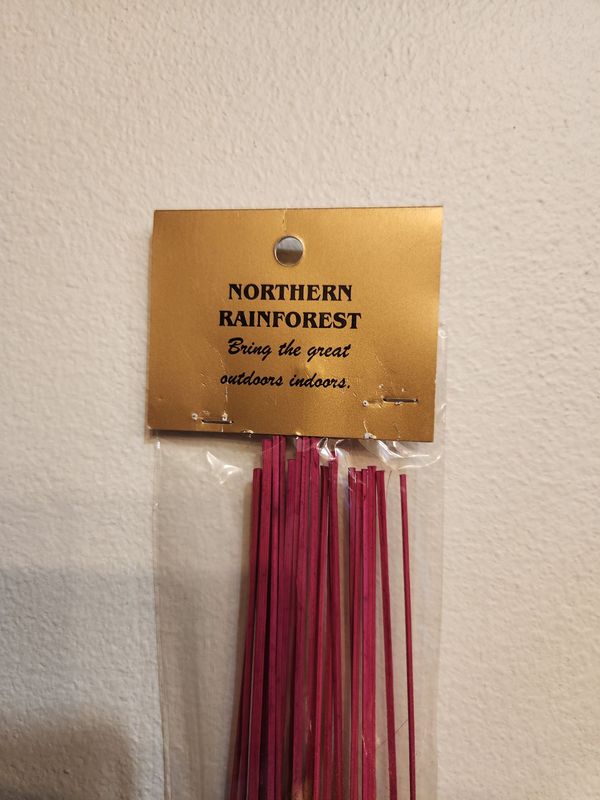 NORTHERN
RAINFOREST
Bring the great
outdoors indoors.